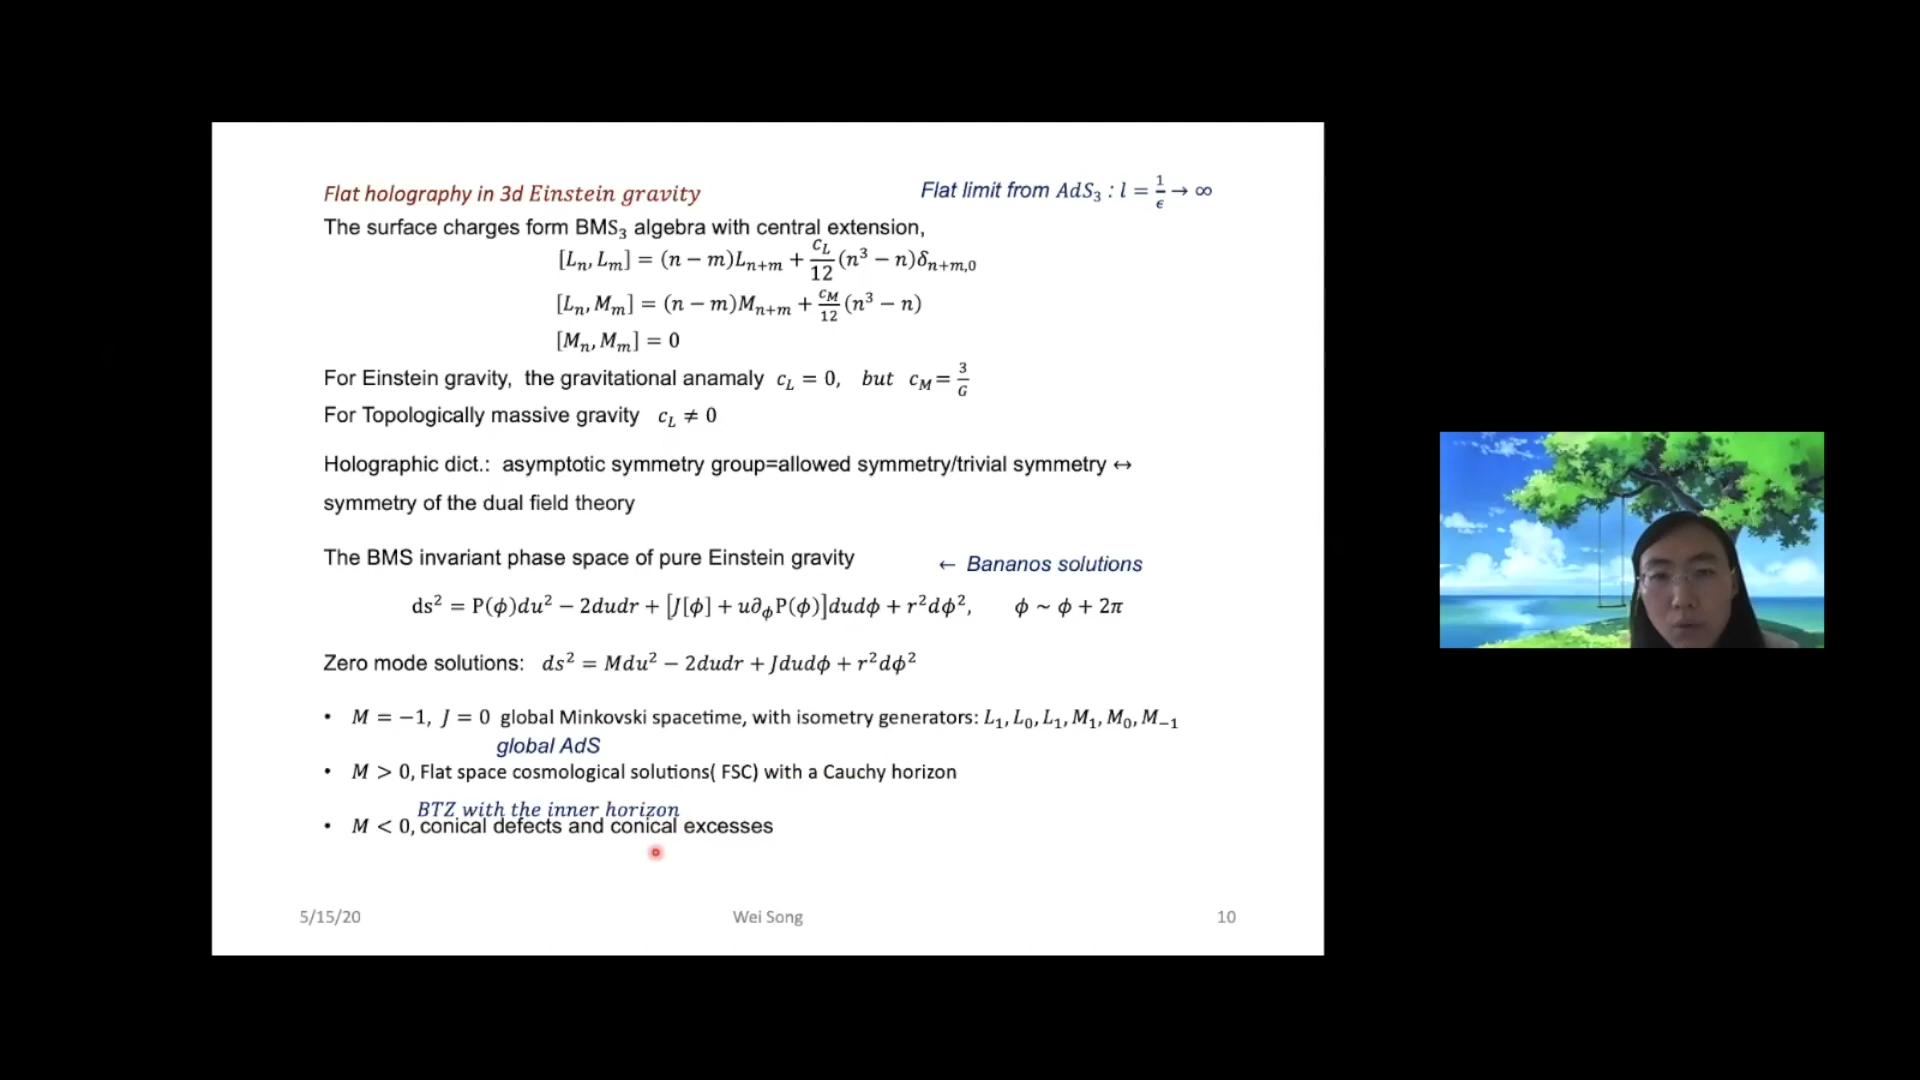 Flat holography in 3d Einstein gravity
Flat limit from AdS₃ : l = 1/ϵ → ∞
The surface charges form BMS₃ algebra with central extension,
[Lₙ, Lₘ] = (n − m)Lₙ₊ₘ + c_L/12 (n³ − n)δ_{n+m,0}
[Lₙ, Mₘ] = (n − m)Mₙ₊ₘ + c_M/12 (n³ − n)
[Mₙ, Mₘ] = 0
For Einstein gravity, the gravitational anamaly c_L = 0, but c_M = 3/G
For Topologically massive gravity c_L ≠ 0
Holographic dict.: asymptotic symmetry group=allowed symmetry/trivial symmetry ↔
symmetry of the dual field theory
The BMS invariant phase space of pure Einstein gravity
← Bananos solutions
ds² = P(ϕ)du² − 2dudr + [J[ϕ] + u∂_ϕP(ϕ)]dudϕ + r²dϕ², ϕ ~ ϕ + 2π
Zero mode solutions: ds² = Mdu² − 2dudr + Jdudϕ + r²dϕ²
• M = −1, J = 0 global Minkovski spacetime, with isometry generators: L₁, L₀, L₁, M₁, M₀, M₋₁
global AdS
• M > 0, Flat space cosmological solutions( FSC) with a Cauchy horizon
BTZ with the inner horizon
• M < 0, conical defects and conical excesses
5/15/20
Wei Song
10